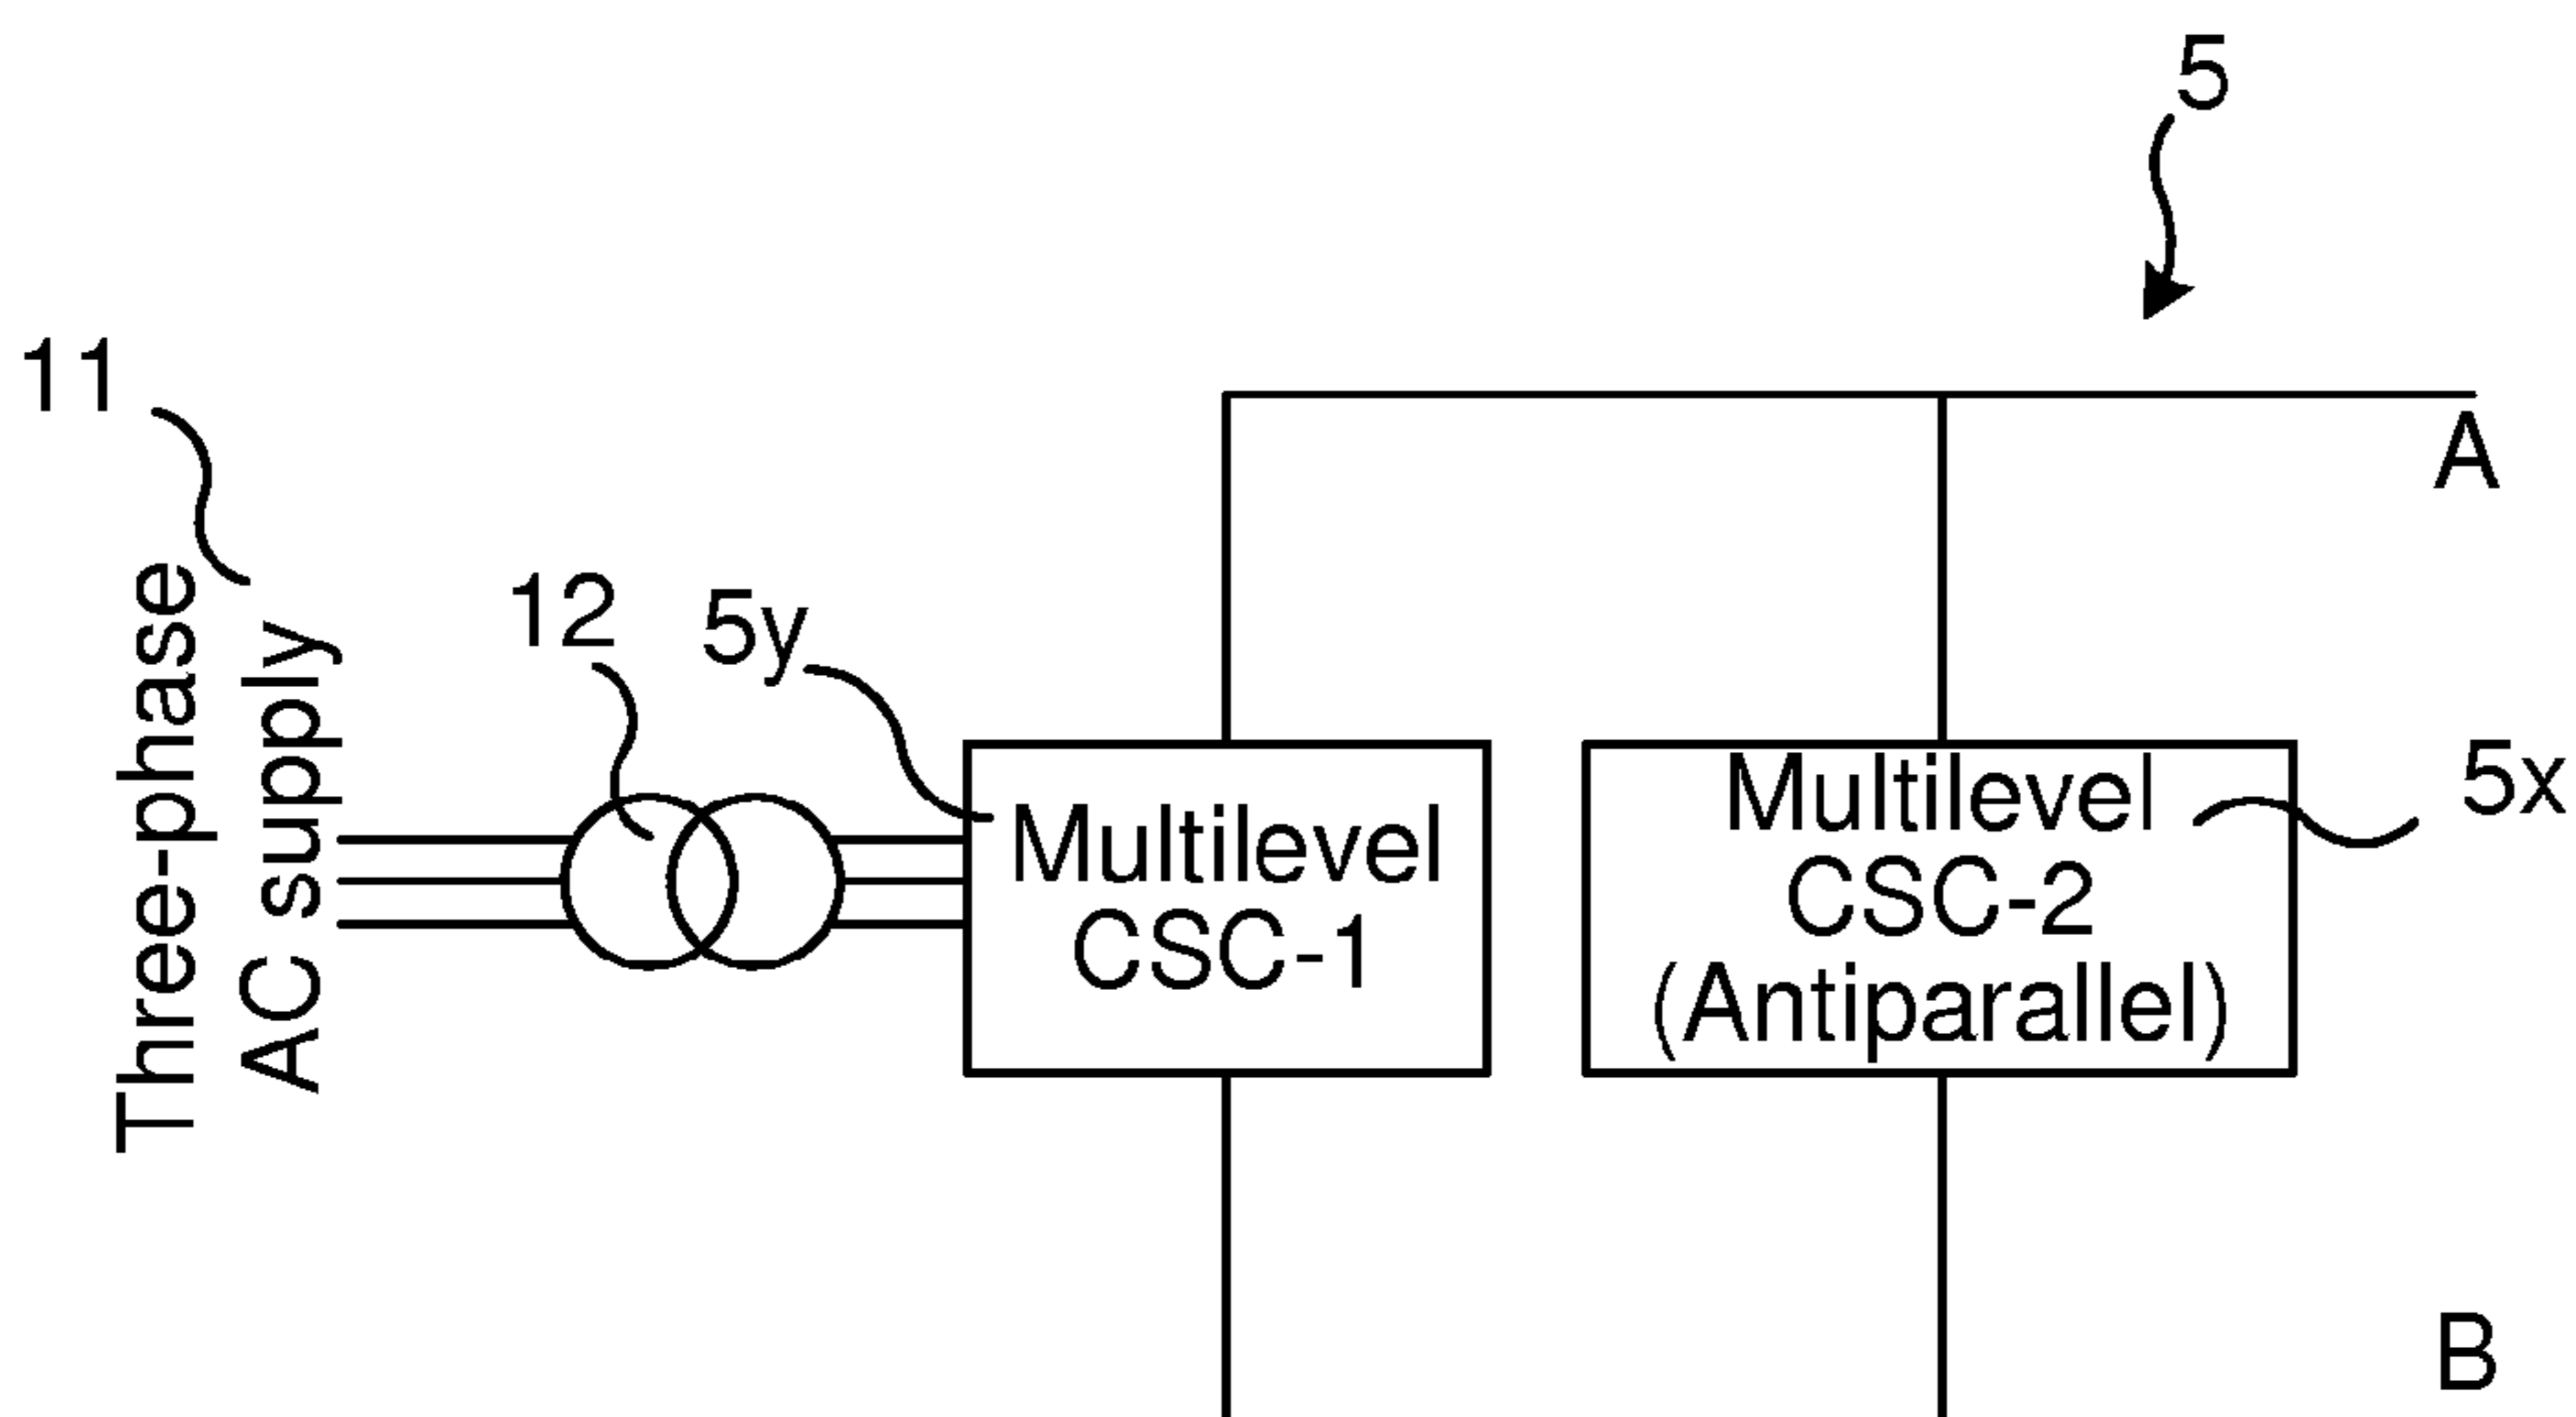 5
11
A
Three-phase
AC supply
12
5y
Multilevel
CSC-1
Multilevel
CSC-2
(Antiparallel)
5x
B